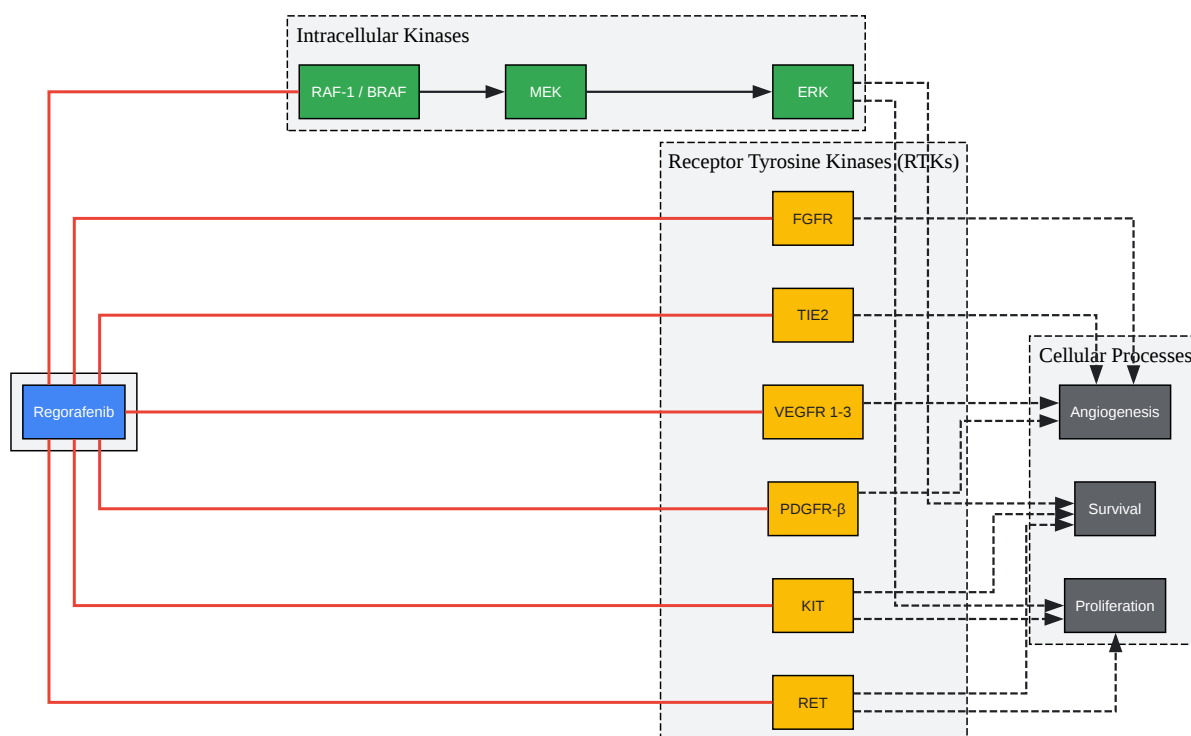 Intracellular Kinases
RAF-1 / BRAF
MEK
ERK
Receptor Tyrosine Kinases (RTKs)
FGFR
TIE2
Cellular Processes
Regorafenib
VEGFR 1-3
Angiogenesis
PDGFR-β
Survival
KIT
Proliferation
RET